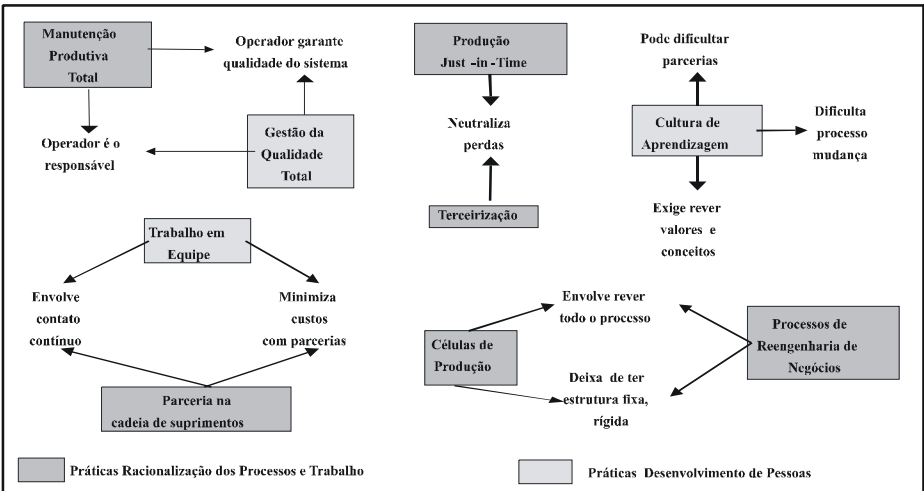 Manutenção
Produtiva
Total
Operador garante
qualidade do sistema
Operador é o
responsável
Gestão da
Qualidade
Total
Produção
Just -in -Time
Neutraliza
perdas
Terceirização
Pode dificultar
parcerias
Cultura de
Aprendizagem
Dificulta
processo
mudança
Exige rever
valores e
conceitos
Trabalho em
Equipe
Envolve
contato
contínuo
Minimiza
custos
com parcerias
Parceria na
cadeia de suprimentos
Envolve rever
todo o processo
Células de
Produção
Deixa de ter
estrutura fixa,
rígida
Processos de
Reengenharia de
Negócios
Práticas Racionalização dos Processos e Trabalho
Práticas Desenvolvimento de Pessoas